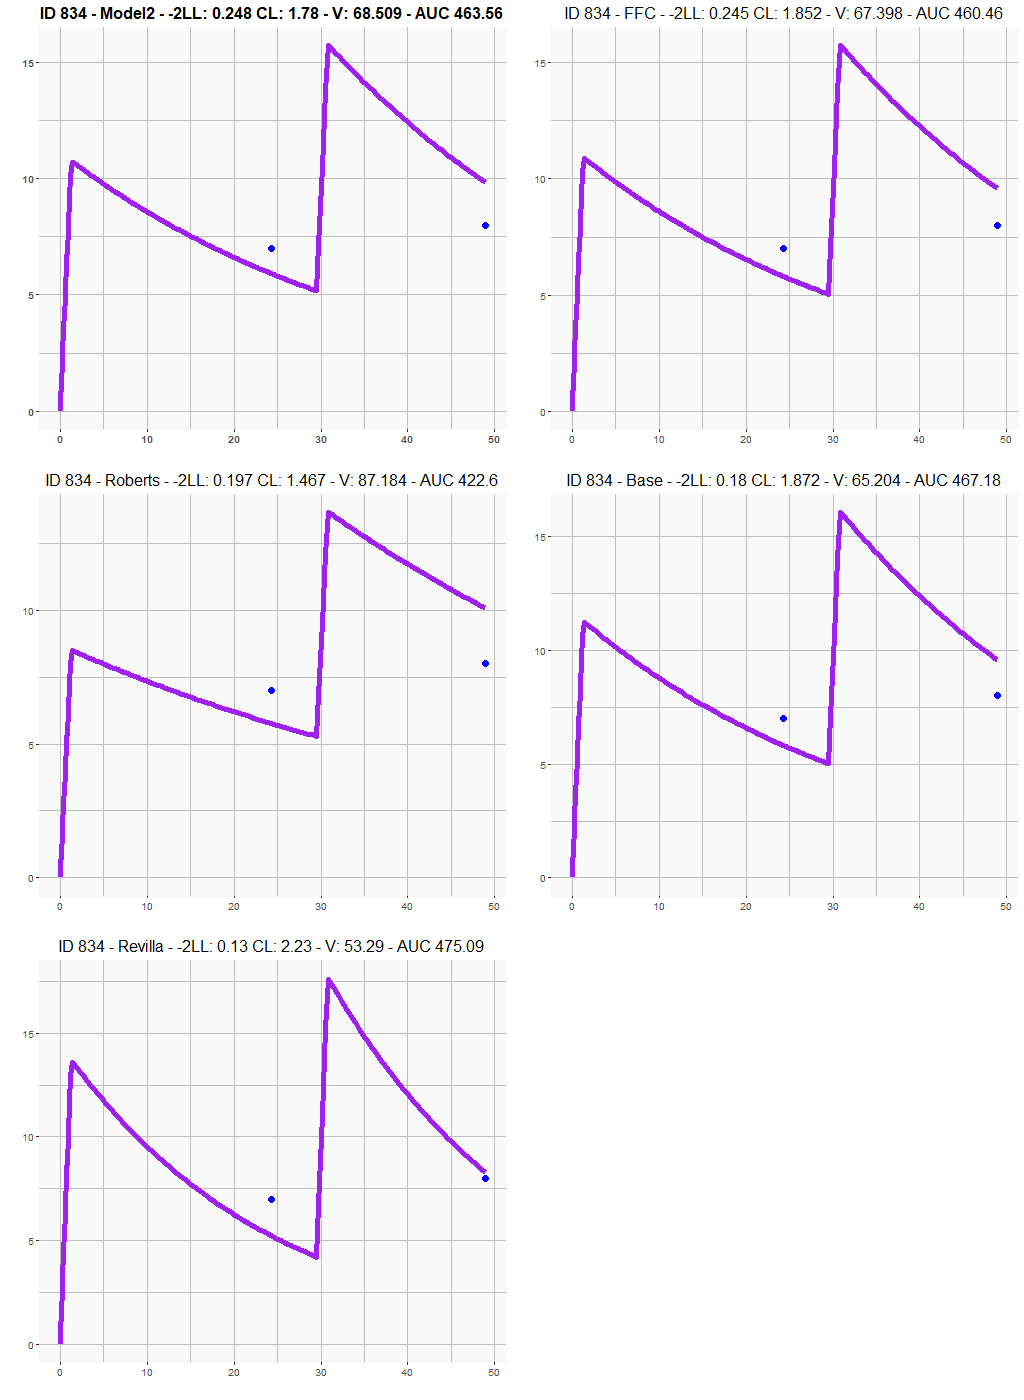 ID 834 - Model2 - -2LL: 0.248 CL: 1.78 - V: 68.509 - AUC 463.56
15
10
5
0
0 10 20 30 40 50
ID 834 - FFC - -2LL: 0.245 CL: 1.852 - V: 67.398 - AUC 460.46
15
10
5
0
0 10 20 30 40 50
ID 834 - Roberts - -2LL: 0.197 CL: 1.467 - V: 87.184 - AUC 422.6
10
5
0
0 10 20 30 40 50
ID 834 - Base - -2LL: 0.18 CL: 1.872 - V: 65.204 - AUC 467.18
15
10
5
0
0 10 20 30 40 50
ID 834 - Revilla - -2LL: 0.13 CL: 2.23 - V: 53.29 - AUC 475.09
15
10
5
0
0 10 20 30 40 50